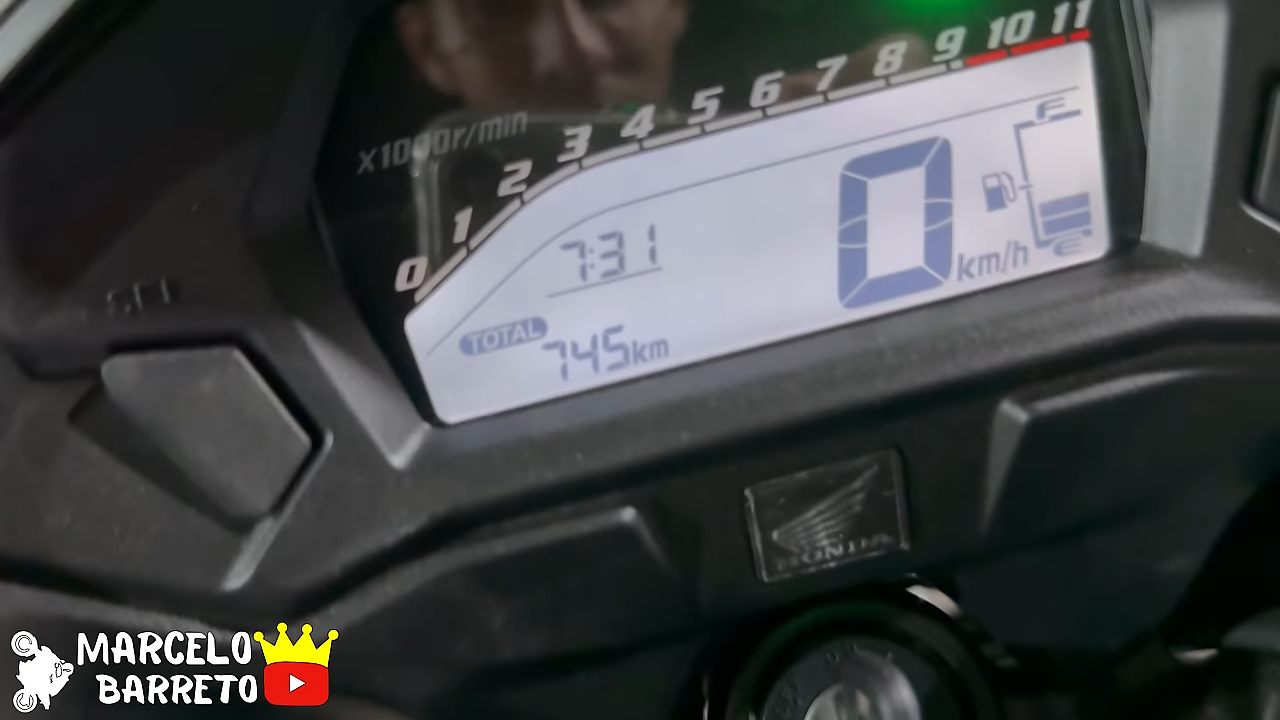 x1000r/min
0 1 2 3 4 5 6 7 8 9 10 11
F
7:31
0 km/h
E
TOTAL 745km
SEL
HONDA
MARCELO
BARRETO